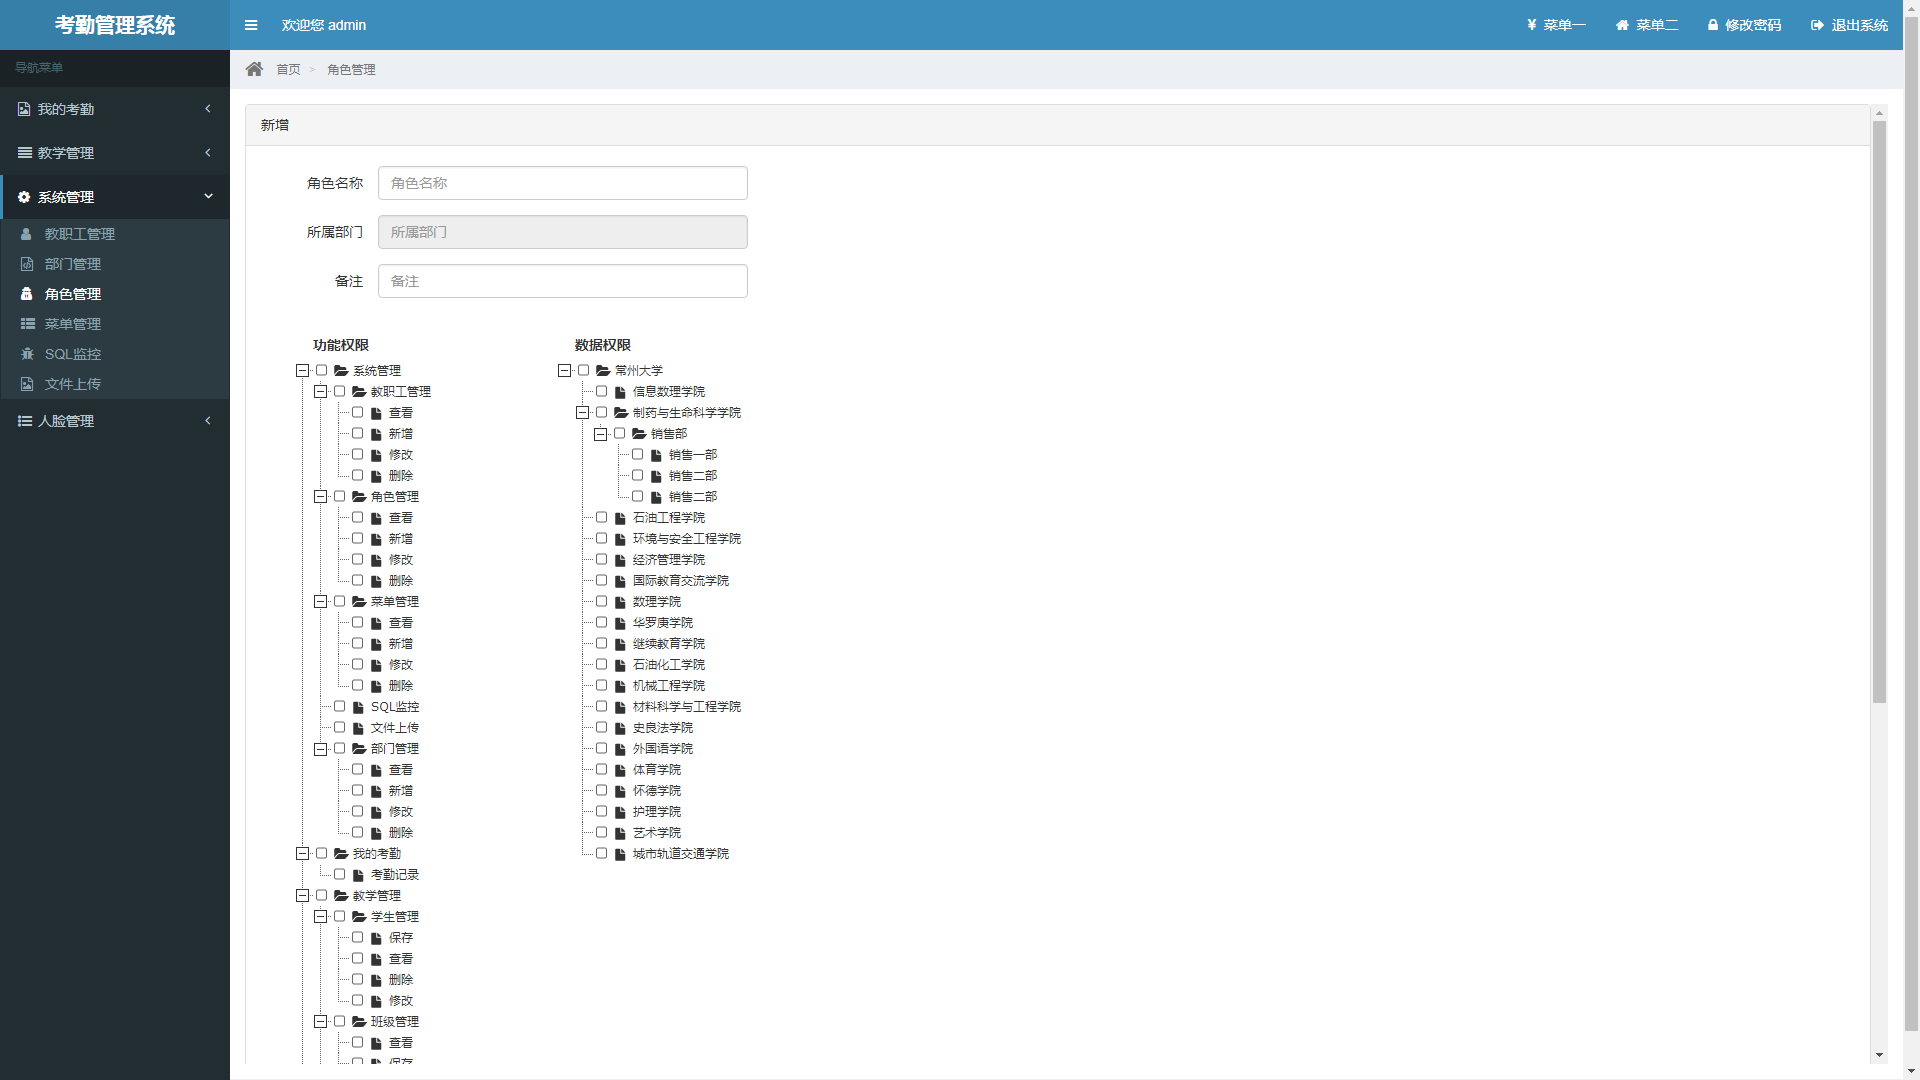 考勤管理系统
欢迎您 admin
菜单一
菜单二
修改密码
退出系统
导航菜单
首页 > 角色管理
我的考勤
教学管理
系统管理
教职工管理
部门管理
角色管理
菜单管理
SQL监控
文件上传
人脸管理
新增
角色名称 角色名称
所属部门 所属部门
备注 备注
功能权限
系统管理
教职工管理
查看
新增
修改
删除
角色管理
查看
新增
修改
删除
菜单管理
查看
新增
修改
删除
SQL监控
文件上传
部门管理
查看
新增
修改
删除
我的考勤
考勤记录
教学管理
学生管理
保存
查看
删除
修改
班级管理
查看
保存
数据权限
常州大学
信息数理学院
制药与生命科学学院
销售部
销售一部
销售二部
销售二部
石油工程学院
环境与安全工程学院
经济管理学院
国际教育交流学院
数理学院
华罗庚学院
继续教育学院
石油化工学院
机械工程学院
材料科学与工程学院
史良法学院
外国语学院
体育学院
怀德学院
护理学院
艺术学院
城市轨道交通学院